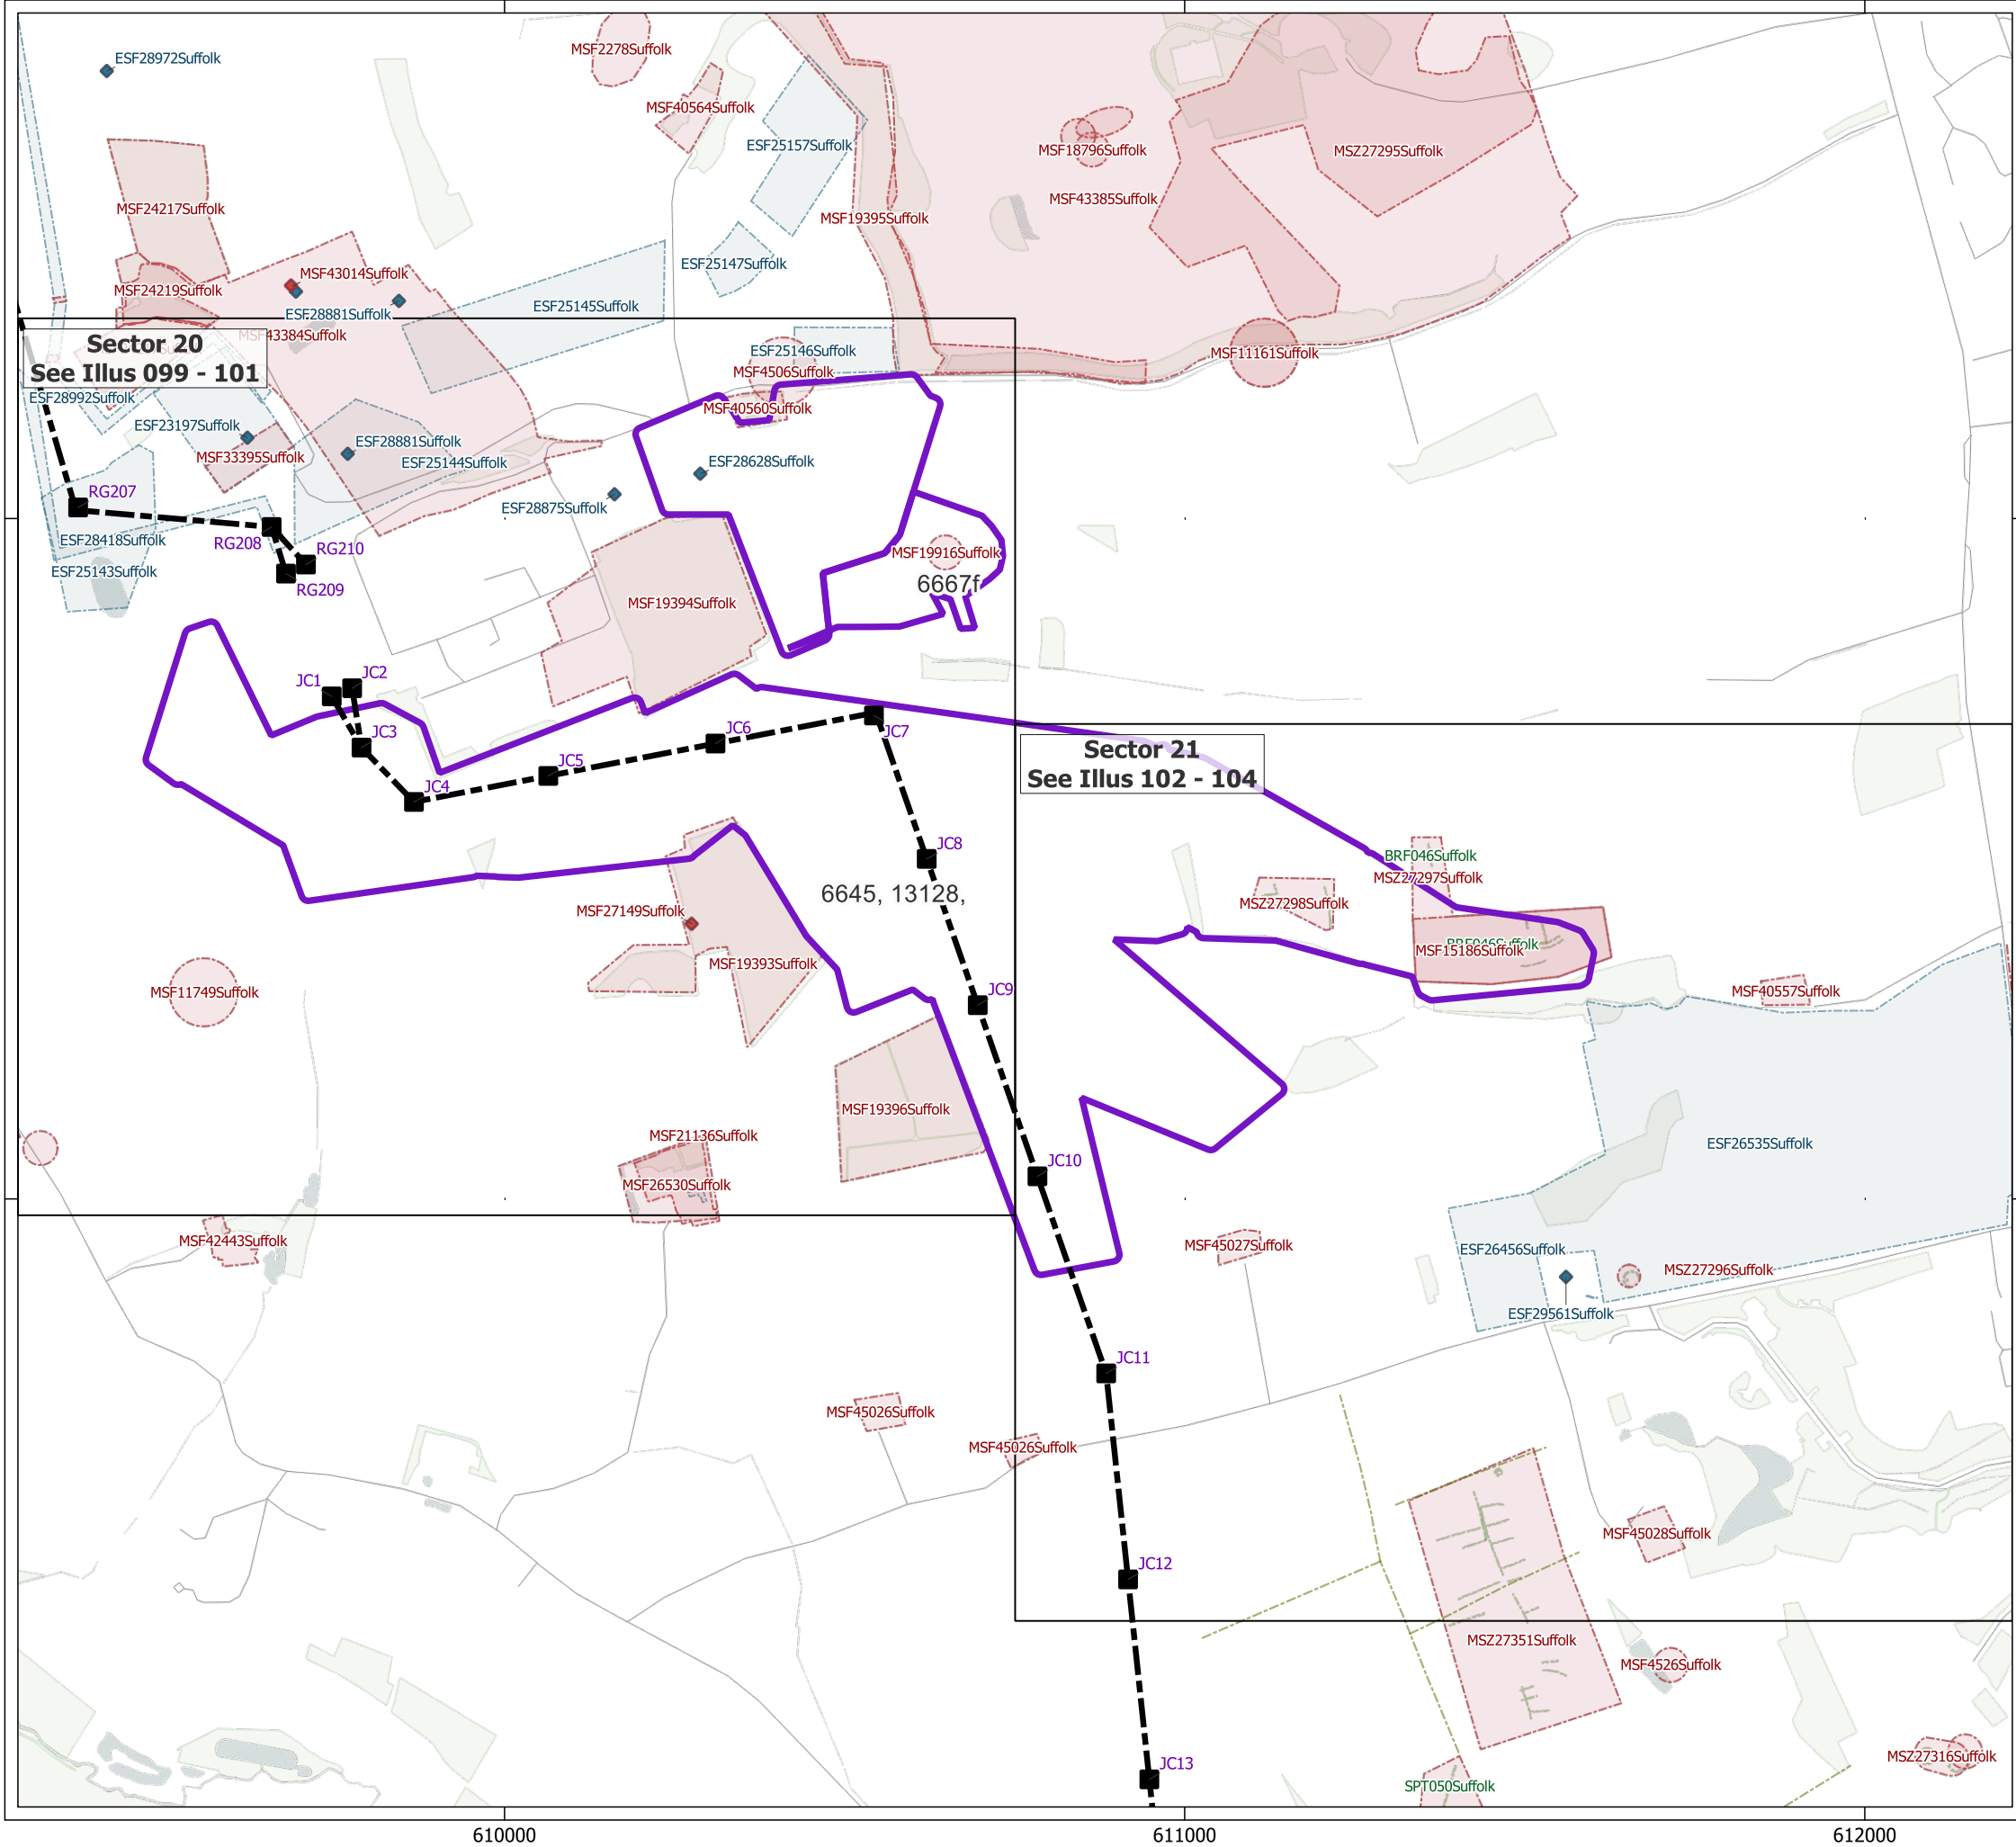 ESF28972Suffolk
MSF2278Suffolk
MSF40564Suffolk
ESF25157Suffolk
MSF18796Suffolk
MSZ27295Suffolk
MSF24217Suffolk
MSF43385Suffolk
MSF19395Suffolk
ESF25147Suffolk
MSF43014Suffolk
MSF24219Suffolk
ESF28881Suffolk
ESF25145Suffolk
MSF43384Suffolk
Sector 20
See Illus 099 - 101
ESF25146Suffolk
MSF11161Suffolk
MSF4506Suffolk
ESF28992Suffolk
MSF40560Suffolk
ESF23197Suffolk
ESF28881Suffolk
MSF33395Suffolk
ESF25144Suffolk
ESF28628Suffolk
RG207
ESF28875Suffolk
ESF28418Suffolk
RG208
RG210
MSF19916Suffolk
ESF25143Suffolk
RG209
6667f
MSF19394Suffolk
JC1
JC2
JC3
JC6
JC7
Sector 21
See Illus 102 - 104
JC5
JC4
JC8
BRF046Suffolk
MSZ27297Suffolk
6645, 13128,
MSZ27298Suffolk
MSF27149Suffolk
BRF046Suffolk
MSF15186Suffolk
MSF19393Suffolk
MSF11749Suffolk
JC9
MSF40557Suffolk
MSF19396Suffolk
MSF21136Suffolk
ESF26535Suffolk
JC10
MSF26530Suffolk
MSF42443Suffolk
MSF45027Suffolk
ESF26456Suffolk
MSZ27296Suffolk
ESF29561Suffolk
JC11
MSF45026Suffolk
MSF45026Suffolk
MSF45028Suffolk
JC12
MSZ27351Suffolk
MSF4526Suffolk
MSZ27316Suffolk
JC13
SPT050Suffolk
610000
611000
612000